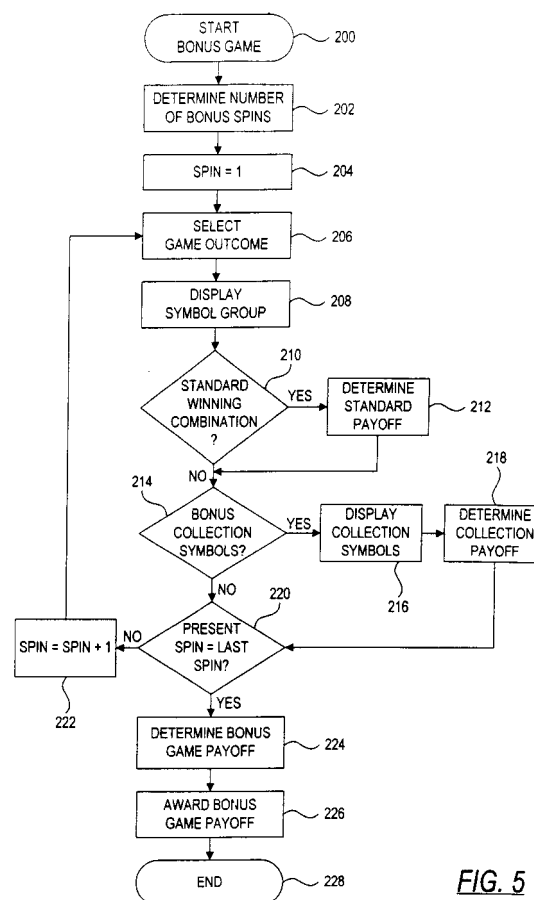 START
BONUS GAME
200
DETERMINE NUMBER
OF BONUS SPINS
202
SPIN = 1
204
SELECT
GAME OUTCOME
206
DISPLAY
SYMBOL GROUP
208
210
STANDARD
WINNING
COMBINATION
?
YES
DETERMINE
STANDARD
PAYOFF
212
NO
214
BONUS
COLLECTION
SYMBOLS?
YES
DISPLAY
COLLECTION
SYMBOLS
216
218
DETERMINE
COLLECTION
PAYOFF
NO
220
PRESENT
SPIN = LAST
SPIN?
NO
SPIN = SPIN + 1
222
YES
DETERMINE BONUS
GAME PAYOFF
224
AWARD BONUS
GAME PAYOFF
226
END
228
FIG. 5